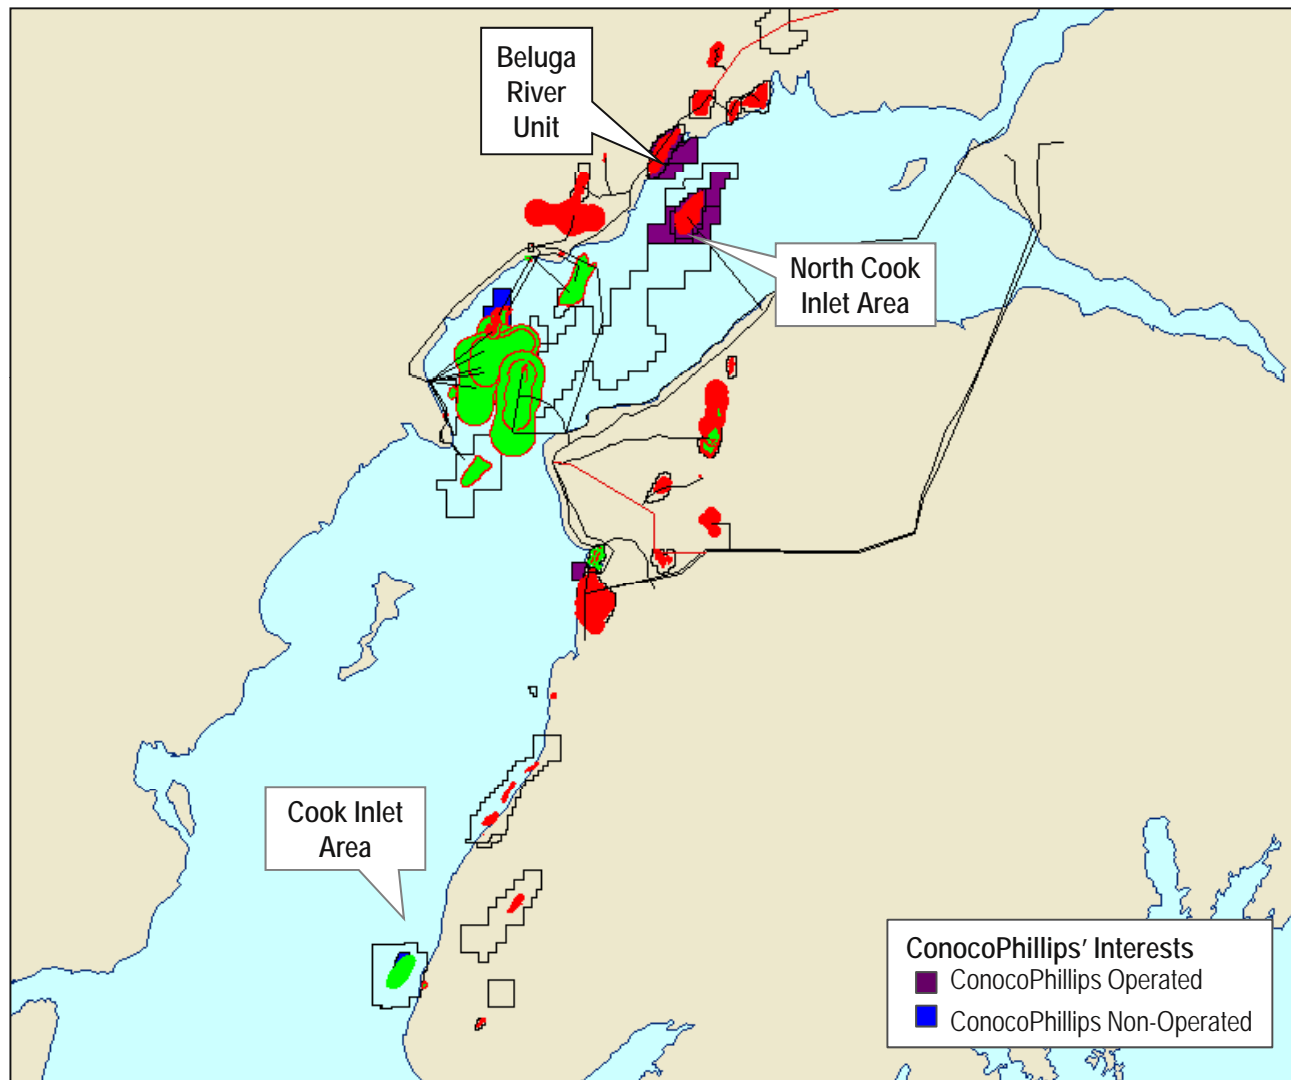 Beluga
River
Unit
North Cook
Inlet Area
Cook Inlet
Area
ConocoPhillips' Interests
ConocoPhillips Operated
ConocoPhillips Non-Operated